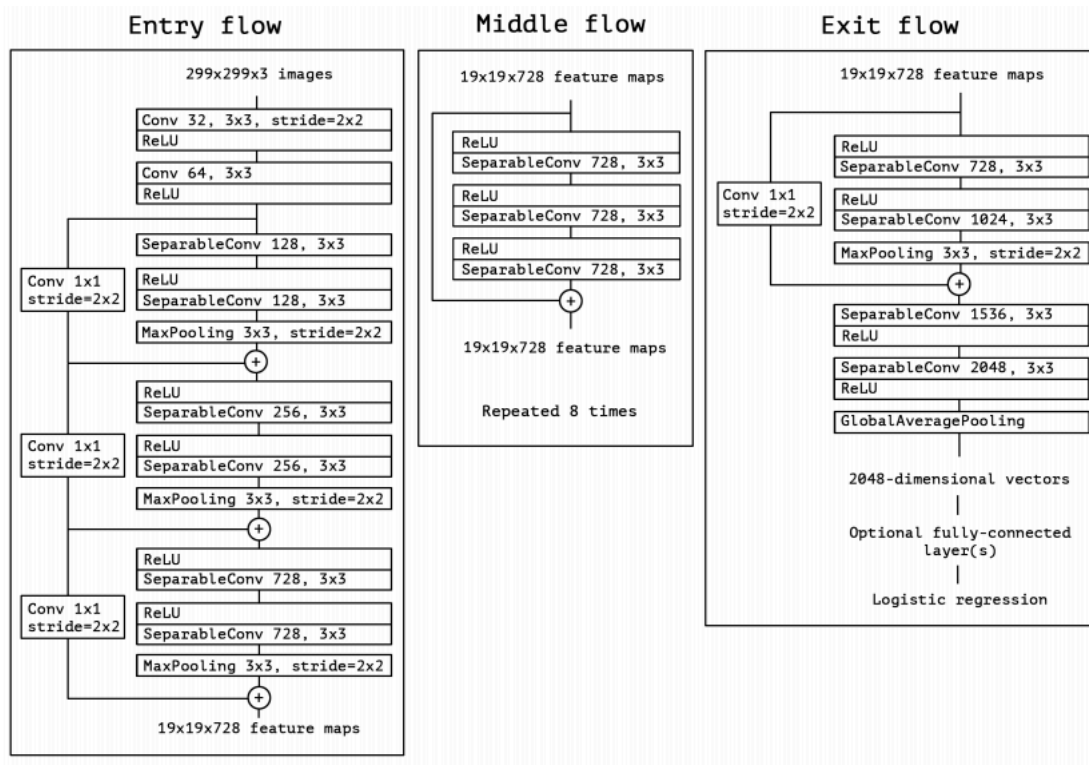 Entry flow
299x299x3 images
Conv 32, 3x3, stride=2x2
ReLU
Conv 64, 3x3
ReLU
SeparableConv 128, 3x3
Conv 1x1
stride=2x2
ReLU
SeparableConv 128, 3x3
MaxPooling 3x3, stride=2x2
+
ReLU
SeparableConv 256, 3x3
Conv 1x1
stride=2x2
ReLU
SeparableConv 256, 3x3
MaxPooling 3x3, stride=2x2
+
ReLU
SeparableConv 728, 3x3
Conv 1x1
stride=2x2
ReLU
SeparableConv 728, 3x3
MaxPooling 3x3, stride=2x2
+
19x19x728 feature maps
Middle flow
19x19x728 feature maps
ReLU
SeparableConv 728, 3x3
ReLU
SeparableConv 728, 3x3
ReLU
SeparableConv 728, 3x3
+
19x19x728 feature maps
Repeated 8 times
Exit flow
19x19x728 feature maps
ReLU
SeparableConv 728, 3x3
Conv 1x1
stride=2x2
ReLU
SeparableConv 1024, 3x3
MaxPooling 3x3, stride=2x2
+
SeparableConv 1536, 3x3
ReLU
SeparableConv 2048, 3x3
ReLU
GlobalAveragePooling
2048-dimensional vectors
Optional fully-connected
layer(s)
Logistic regression